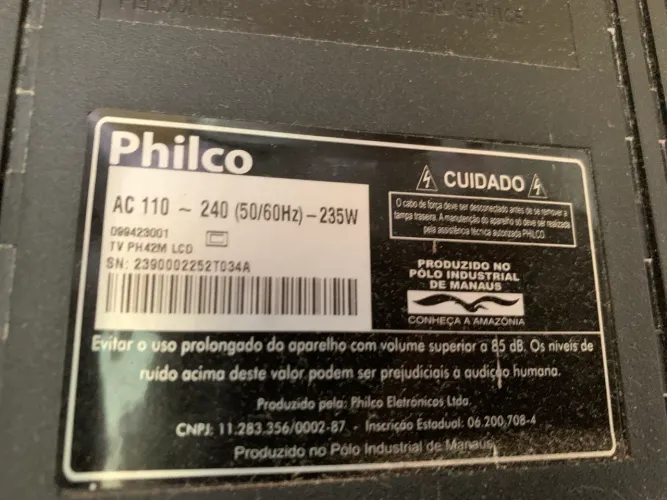 SERVICE
Philco
AC 110 ~ 240 (50/60Hz) – 235W
099423001
TV PH42M LCD
SN: 2390002252T034A
CUIDADO
O cabo de força deve ser desconectado antes de se remover a
tampa traseira. A manutenção do aparelho só deve ser realizada
pela assistência técnica autorizada PHILCO.
PRODUZIDO NO
PÓLO INDUSTRIAL
DE MANAUS
CONHEÇA A AMAZÔNIA
Evitar o uso prolongado do aparelho com volume superior a 85 dB. Os níveis de
ruído acima deste valor podem ser prejudiciais à audição humana.
Produzido pela: Philco Eletrônicos Ltda.
CNPJ: 11.283.356/0002-87 - Inscrição Estadual: 06.200.708-4
Produzido no Pólo Industrial de Manaus